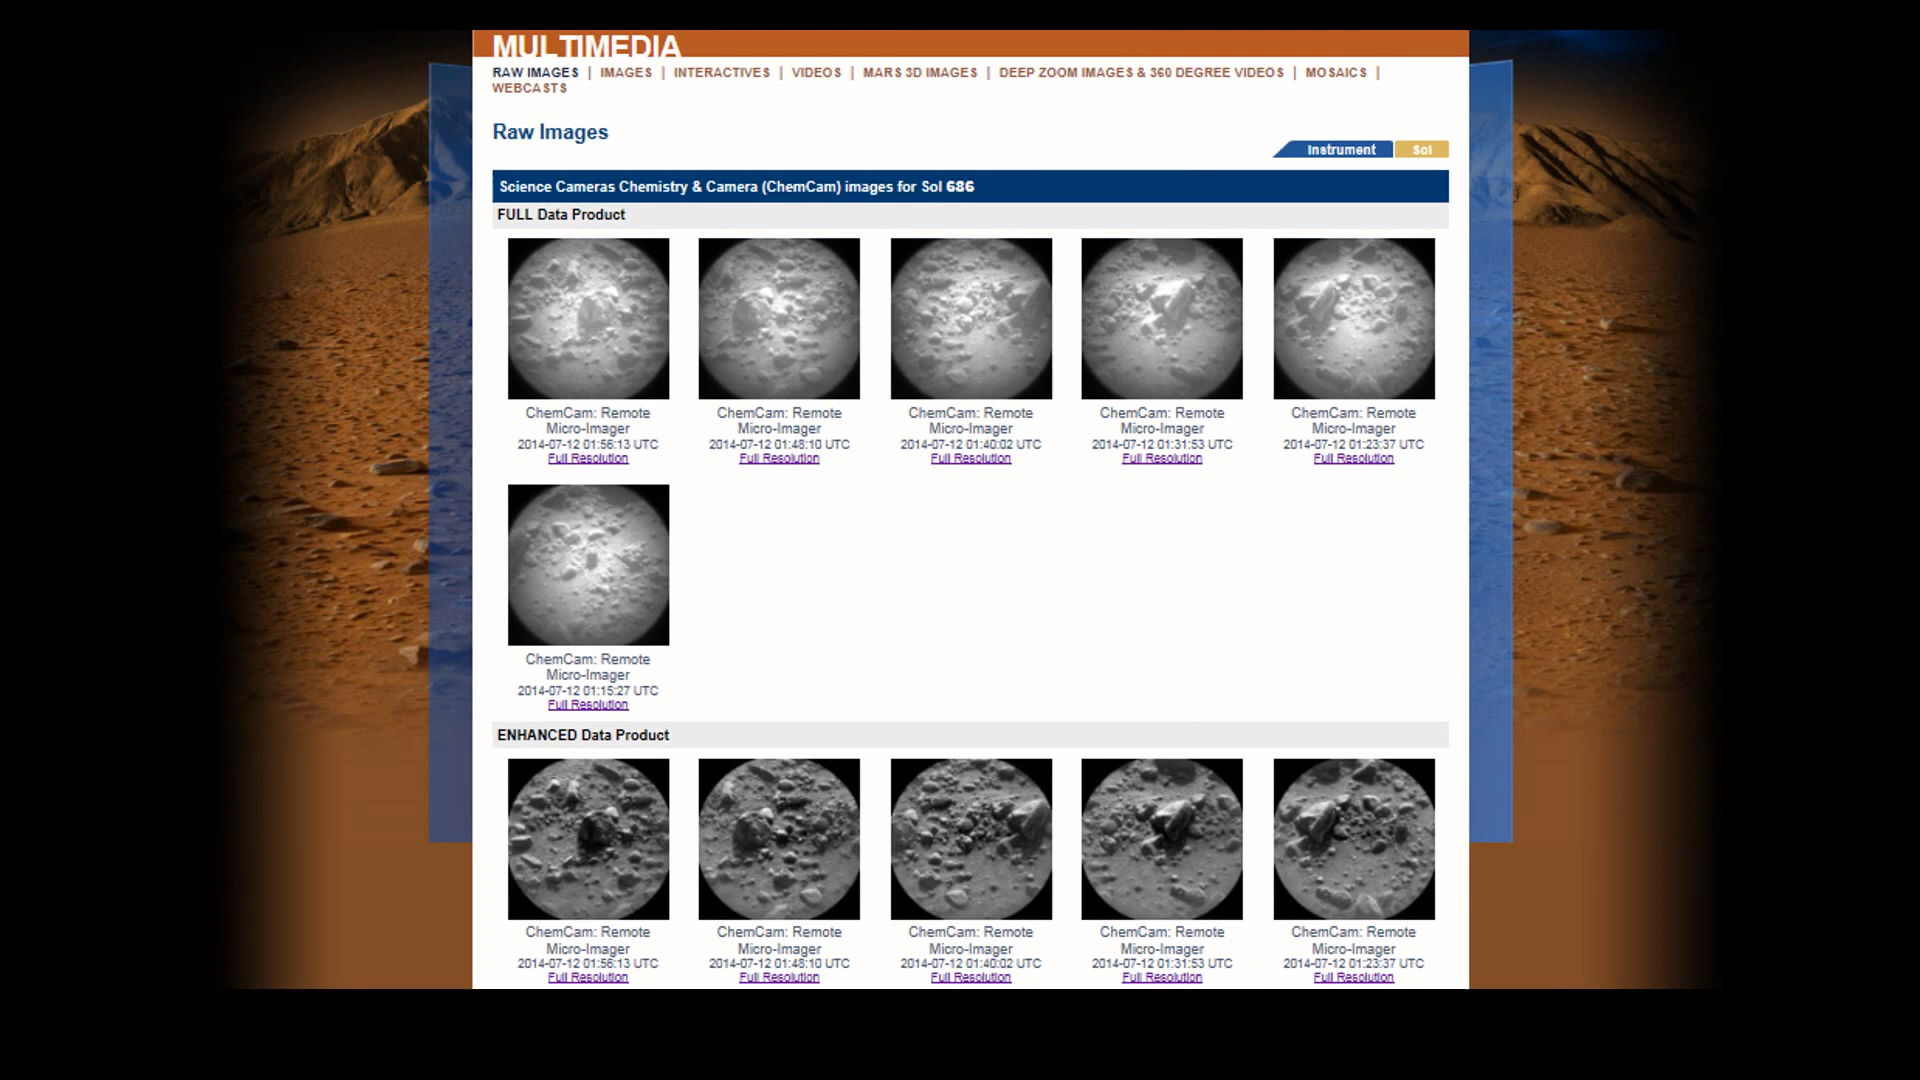 MULTIMEDIA
RAW IMAGES | IMAGES | INTERACTIVES | VIDEOS | MARS 3D IMAGES | DEEP ZOOM IMAGES & 360 DEGREE VIDEOS | MOSAICS |
WEBCASTS
Raw Images
Instrument Sol
Science Cameras Chemistry & Camera (ChemCam) images for Sol 686
FULL Data Product
ChemCam: Remote ChemCam: Remote ChemCam: Remote ChemCam: Remote ChemCam: Remote
Micro-Imager Micro-Imager Micro-Imager Micro-Imager Micro-Imager
2014-07-12 01:56:13 UTC 2014-07-12 01:48:10 UTC 2014-07-12 01:40:02 UTC 2014-07-12 01:31:53 UTC 2014-07-12 01:23:37 UTC
Full Resolution Full Resolution Full Resolution Full Resolution Full Resolution
ChemCam: Remote
Micro-Imager
2014-07-12 01:15:27 UTC
Full Resolution
ENHANCED Data Product
ChemCam: Remote ChemCam: Remote ChemCam: Remote ChemCam: Remote ChemCam: Remote
Micro-Imager Micro-Imager Micro-Imager Micro-Imager Micro-Imager
2014-07-12 01:56:13 UTC 2014-07-12 01:48:10 UTC 2014-07-12 01:40:02 UTC 2014-07-12 01:31:53 UTC 2014-07-12 01:23:37 UTC
Full Resolution Full Resolution Full Resolution Full Resolution Full Resolution